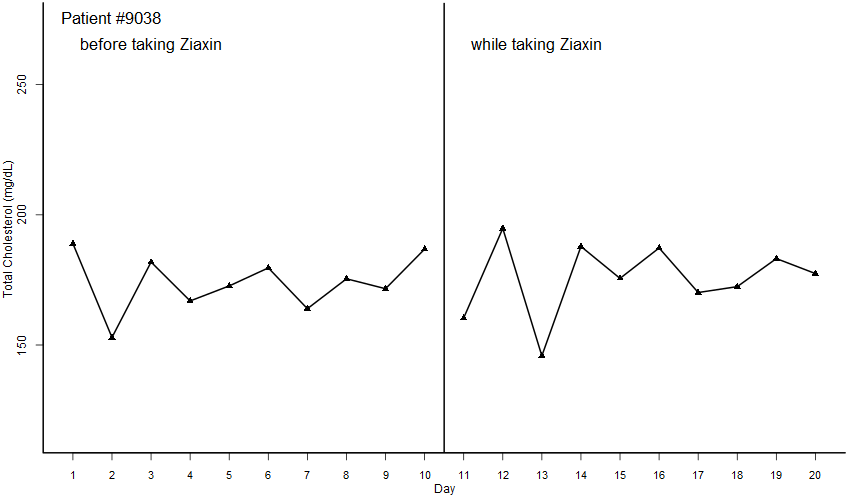 Patient #9038
before taking Ziaxin
while taking Ziaxin
Total Cholesterol (mg/dL)
250
200
150
1 2 3 4 5 6 7 8 9 10 11 12 13 14 15 16 17 18 19 20
Day